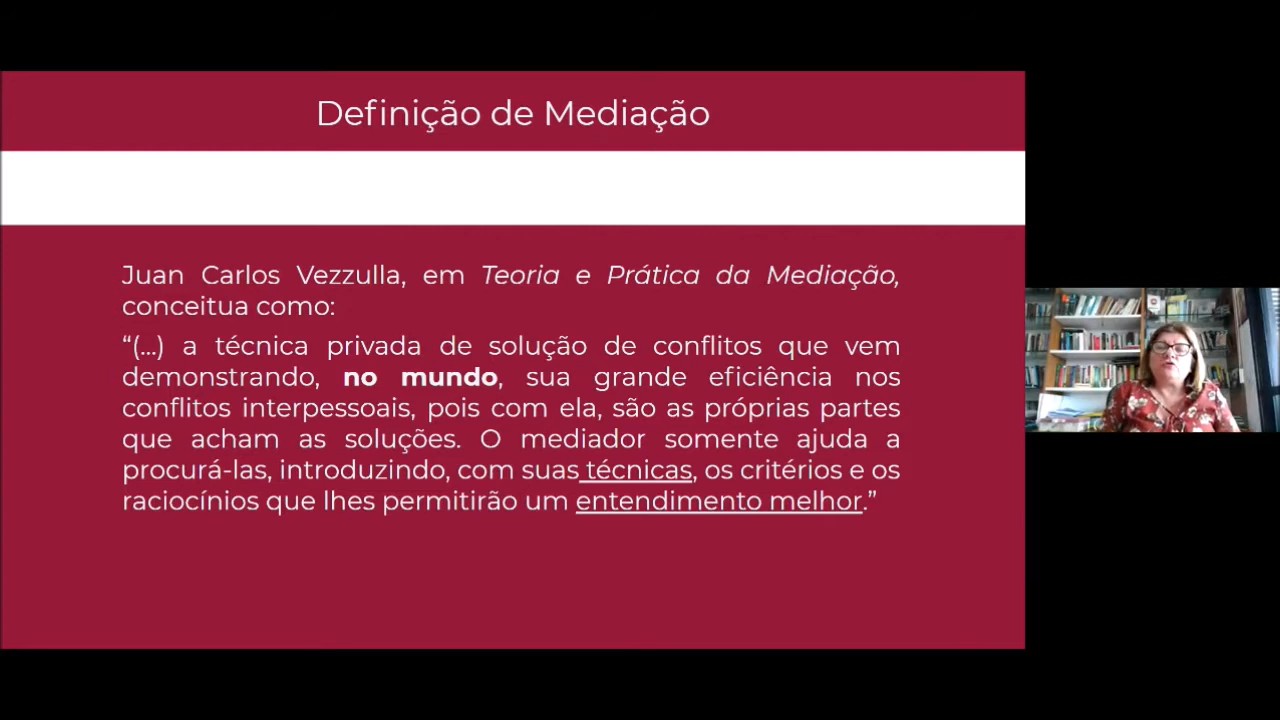 Definição de Mediação
Juan Carlos Vezzulla, em Teoria e Prática da Mediação,
conceitua como:
“(...) a técnica privada de solução de conflitos que vem
demonstrando, no mundo, sua grande eficiência nos
conflitos interpessoais, pois com ela, são as próprias partes
que acham as soluções. O mediador somente ajuda a
procurá-las, introduzindo, com suas técnicas, os critérios e os
raciocínios que lhes permitirão um entendimento melhor.”